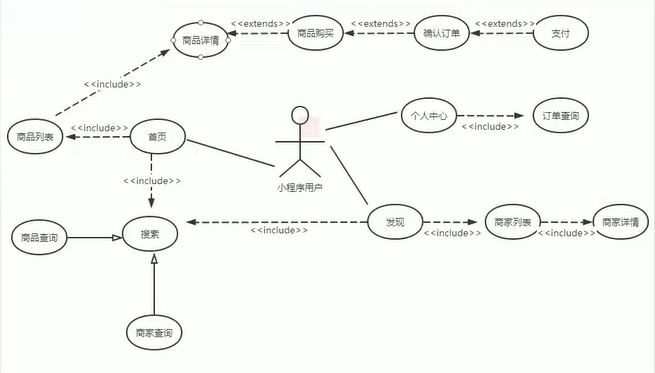 <<extends>>
<<extends>>
<<extends>>
商品详情
商品购买
确认订单
支付
<<include>>
个人中心
订单查询
<<include>>
<<include>>
商品列表
首页
<<include>>
小程序用户
商品查询
搜索
<<include>>
发现
<<include>>
商家列表
<<include>>
商家详情
商家查询